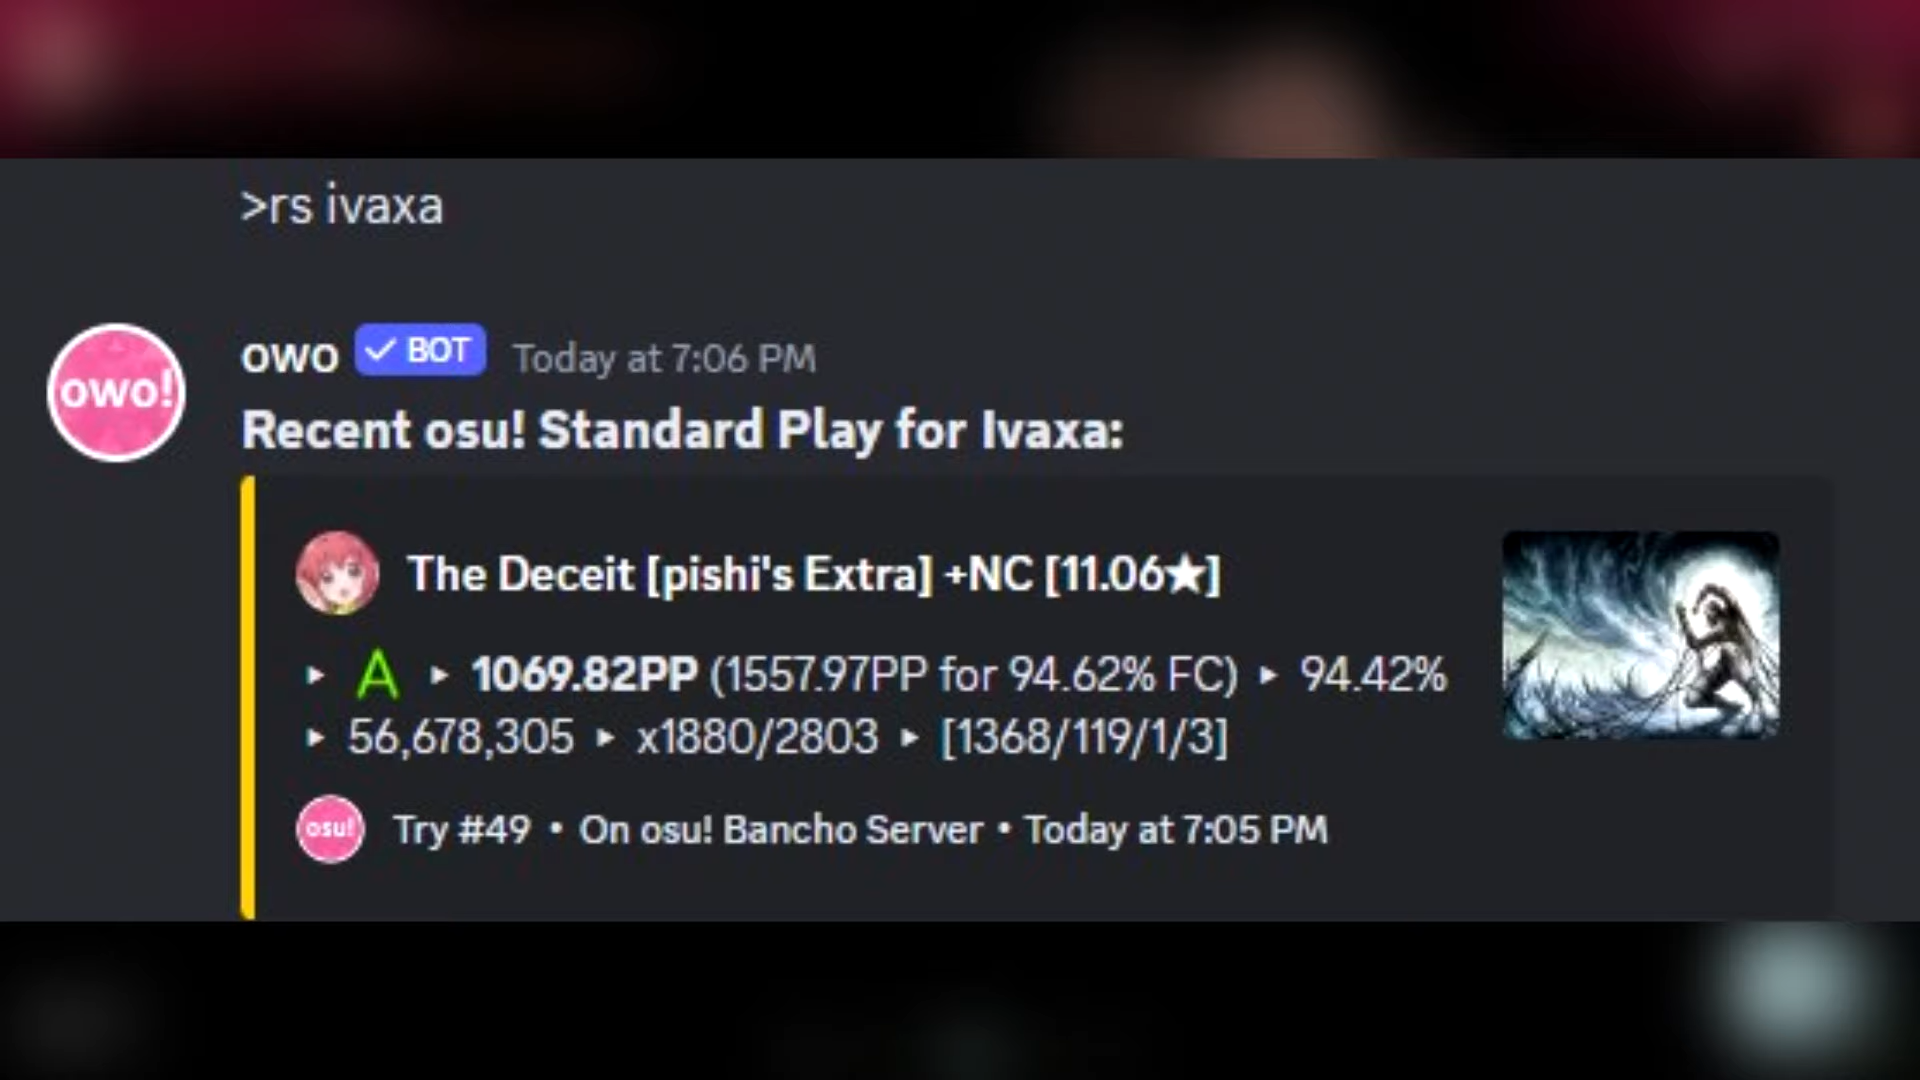 >rs ivaxa
owo!
owo ✓ BOT Today at 7:06 PM
Recent osu! Standard Play for Ivaxa:
The Deceit [pishi's Extra] +NC [11.06★]
▸ A ▸ 1069.82PP (1557.97PP for 94.62% FC) ▸ 94.42%
▸ 56,678,305 ▸ x1880/2803 ▸ [1368/119/1/3]
osu! Try #49 • On osu! Bancho Server • Today at 7:05 PM